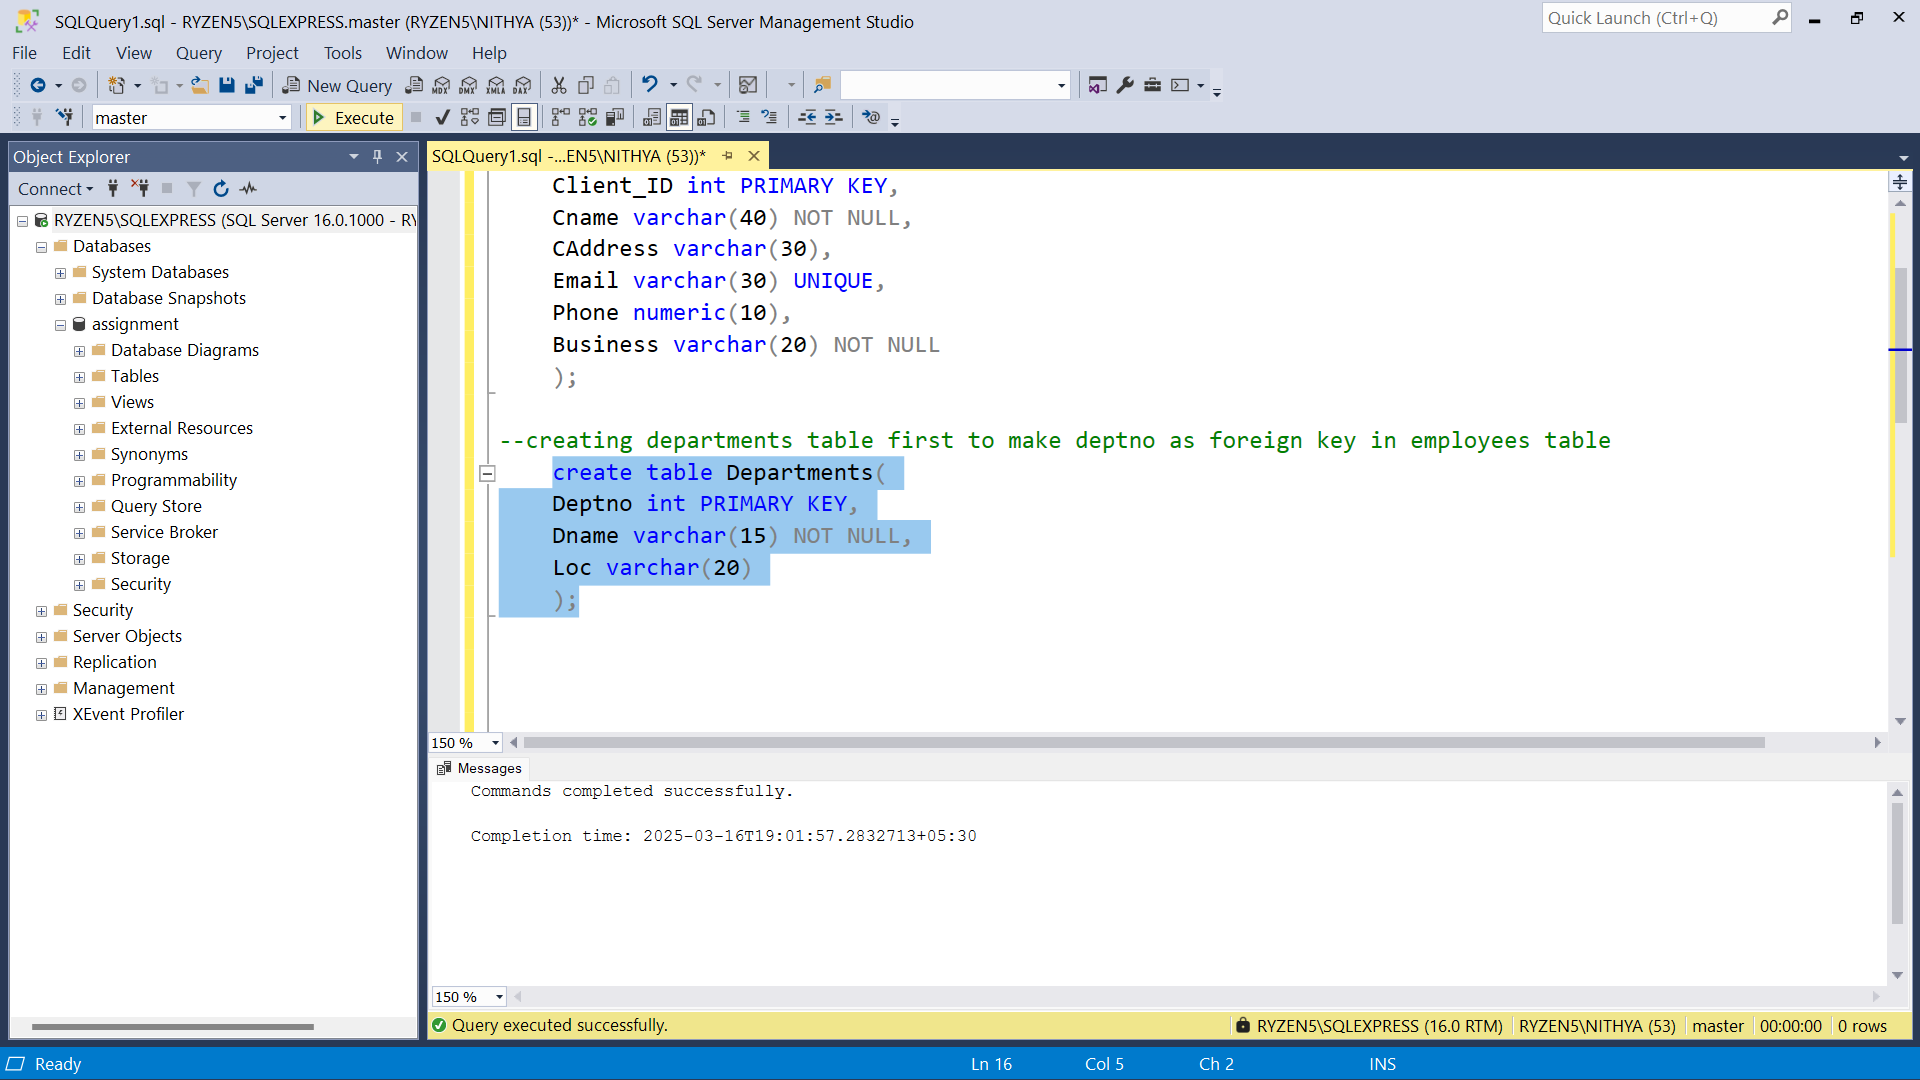 SQLQuery1.sql - RYZEN5\SQLEXPRESS.master (RYZEN5\NITHYA (53))* - Microsoft SQL Server Management Studio
Quick Launch (Ctrl+Q)
File Edit View Query Project Tools Window Help
New Query MDX DMX XMLA DAX
master Execute
Object Explorer
Connect
RYZEN5\SQLEXPRESS (SQL Server 16.0.1000 - RY
Databases
System Databases
Database Snapshots
assignment
Database Diagrams
Tables
Views
External Resources
Synonyms
Programmability
Query Store
Service Broker
Storage
Security
Security
Server Objects
Replication
Management
XEvent Profiler
SQLQuery1.sql -...EN5\NITHYA (53))*
Client_ID int PRIMARY KEY,
Cname varchar(40) NOT NULL,
CAddress varchar(30),
Email varchar(30) UNIQUE,
Phone numeric(10),
Business varchar(20) NOT NULL
);
--creating departments table first to make deptno as foreign key in employees table
create table Departments(
Deptno int PRIMARY KEY,
Dname varchar(15) NOT NULL,
Loc varchar(20)
);
150 %
Messages
Commands completed successfully.
Completion time: 2025-03-16T19:01:57.2832713+05:30
150 %
Query executed successfully. RYZEN5\SQLEXPRESS (16.0 RTM) RYZEN5\NITHYA (53) master 00:00:00 0 rows
Ready Ln 16 Col 5 Ch 2 INS